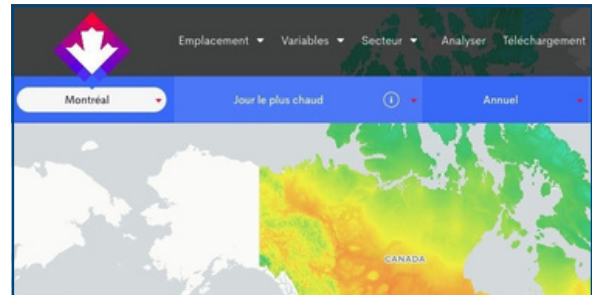 Emplacement Variables Secteur Analyser Téléchargement
Montréal Jour le plus chaud i Annuel
CANADA